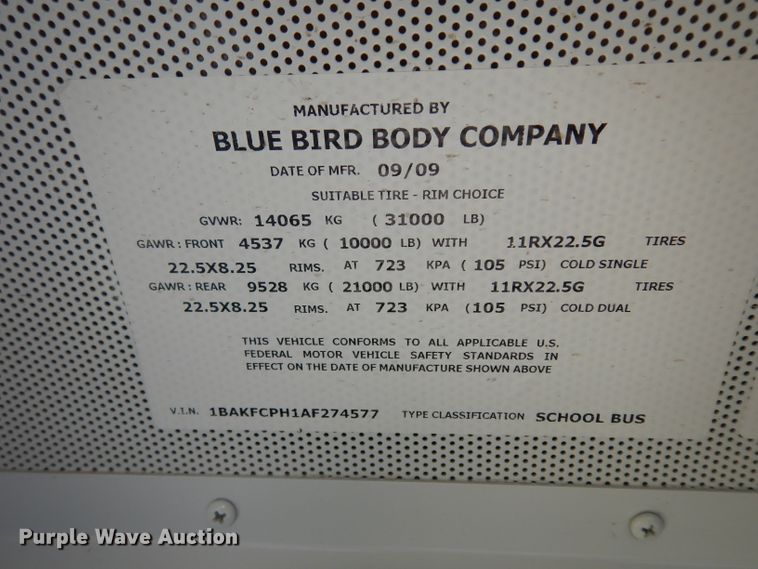 MANUFACTURED BY
BLUE BIRD BODY COMPANY
DATE OF MFR. 09/09
SUITABLE TIRE - RIM CHOICE
GVWR: 14065 KG ( 31000 LB)
GAWR : FRONT 4537 KG ( 10000 LB) WITH 11RX22.5G TIRES
22.5X8.25 RIMS. AT 723 KPA ( 105 PSI) COLD SINGLE
GAWR : REAR 9528 KG ( 21000 LB) WITH 11RX22.5G TIRES
22.5X8.25 RIMS. AT 723 KPA ( 105 PSI) COLD DUAL
THIS VEHICLE CONFORMS TO ALL APPLICABLE U.S.
FEDERAL MOTOR VEHICLE SAFETY STANDARDS IN
EFFECT ON THE DATE OF MANUFACTURE SHOWN ABOVE
V.I.N. 1BAKFCPH1AF274577 TYPE CLASSIFICATION SCHOOL BUS
Purple Wave Auction